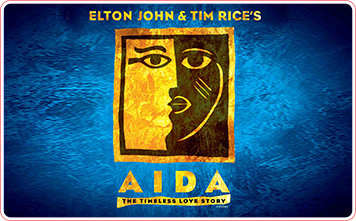 ELTON JOHN & TIM RICE'S
AIDA
THE TIMELESS LOVE STORY